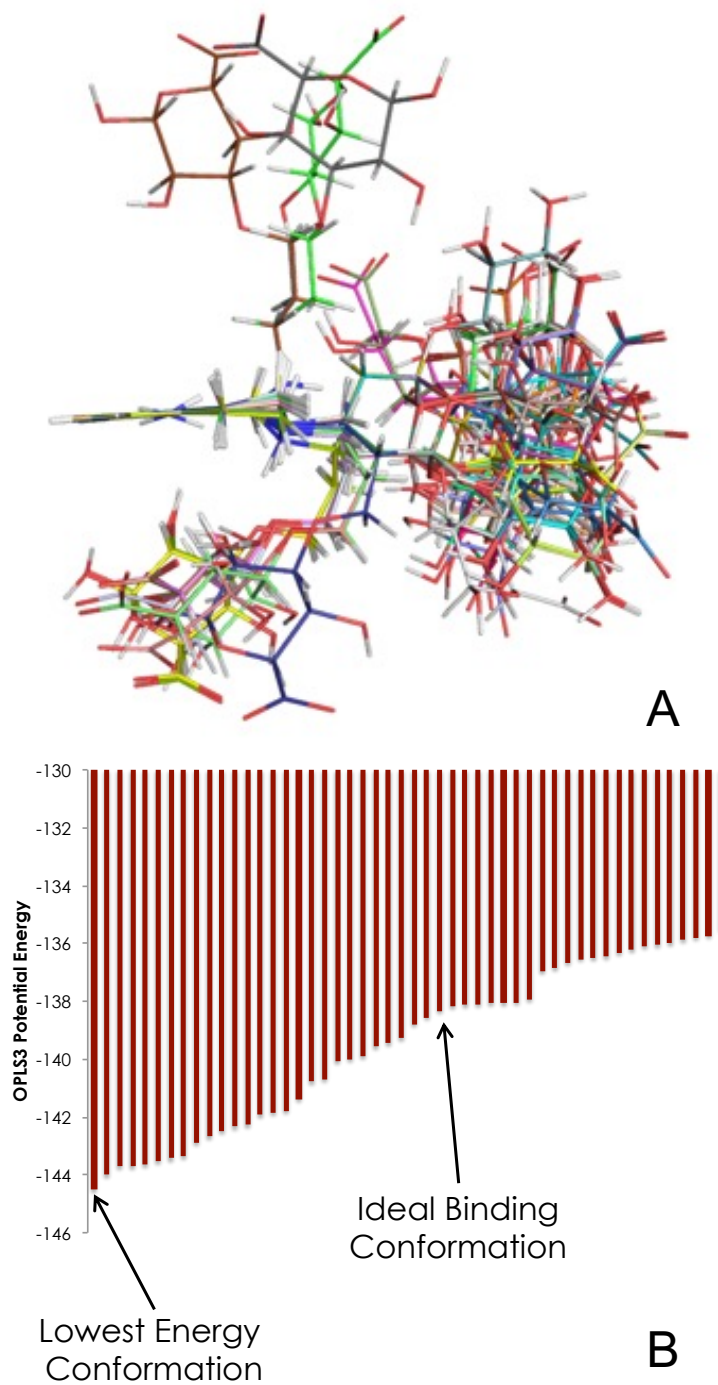 A
-130
-132
-134
-136
-138
-140
-142
-144
-146
OPLS3 Potential Energy
Ideal Binding
Conformation
Lowest Energy
Conformation
B